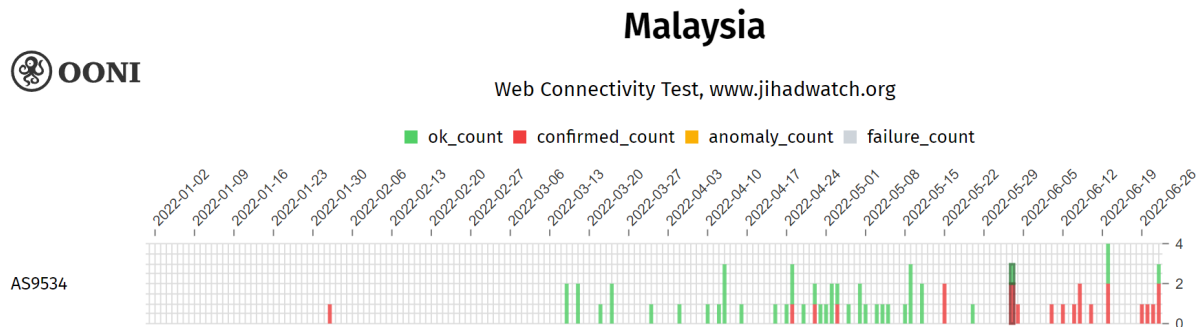 Malaysia
OONI
Web Connectivity Test, www.jihadwatch.org
ok_count confirmed_count anomaly_count failure_count
2022-01-02 2022-01-09 2022-01-16 2022-01-23 2022-01-30 2022-02-06 2022-02-13 2022-02-20 2022-02-27 2022-03-06 2022-03-13 2022-03-20 2022-03-27 2022-04-03 2022-04-10 2022-04-17 2022-04-24 2022-05-01 2022-05-08 2022-05-15 2022-05-22 2022-05-29 2022-06-05 2022-06-12 2022-06-19 2022-06-26
4
AS9534 2
0